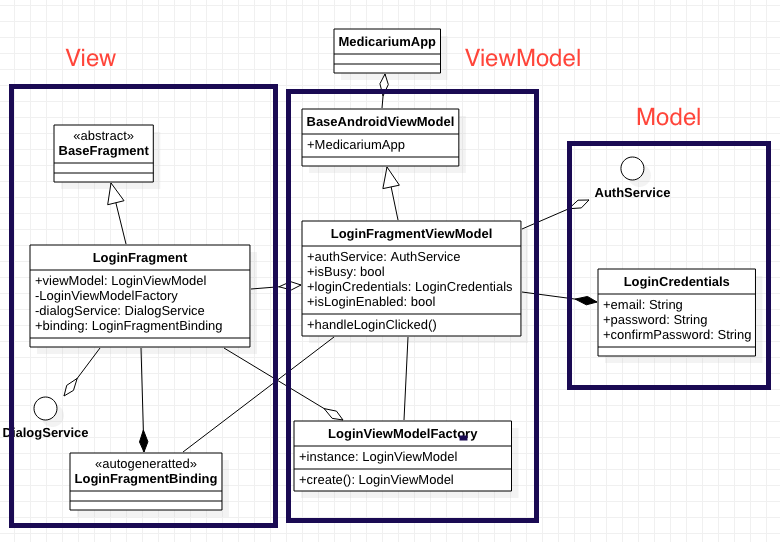 View
ViewModel
Model
MedicariumApp
«abstract»
BaseFragment
BaseAndroidViewModel
+MedicariumApp
AuthService
LoginFragment
+viewModel: LoginViewModel
-LoginViewModelFactory
-dialogService: DialogService
+binding: LoginFragmentBinding
LoginFragmentViewModel
+authService: AuthService
+isBusy: bool
+loginCredentials: LoginCredentials
+isLoginEnabled: bool
+handleLoginClicked()
LoginCredentials
+email: String
+password: String
+confirmPassword: String
DialogService
«autogeneratted»
LoginFragmentBinding
LoginViewModelFactory
+instance: LoginViewModel
+create(): LoginViewModel